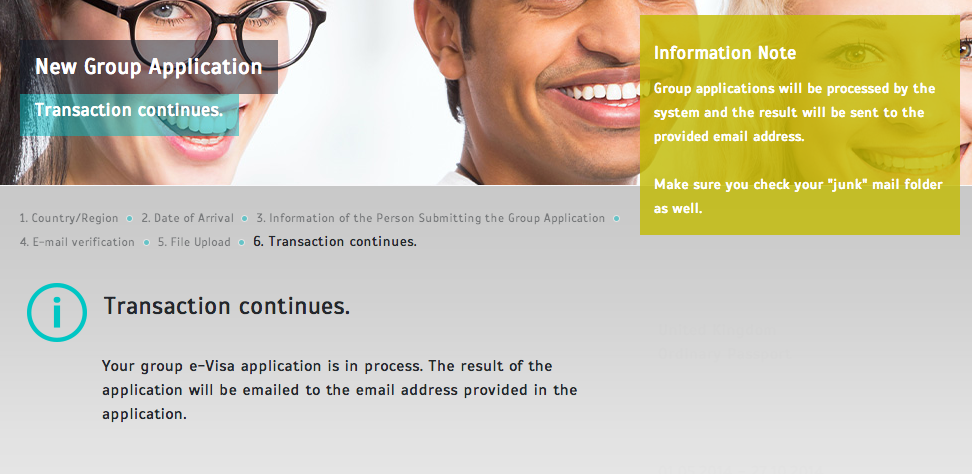 New Group Application
Transaction continues.
Information Note
Group applications will be processed by the
system and the result will be sent to the
provided email address.
Make sure you check your "junk" mail folder
as well.
1. Country/Region
2. Date of Arrival
3. Information of the Person Submitting the Group Application
4. E-mail verification
5. File Upload
6. Transaction continues.
Transaction continues.
Your group e-Visa application is in process. The result of the
application will be emailed to the email address provided in the
application.